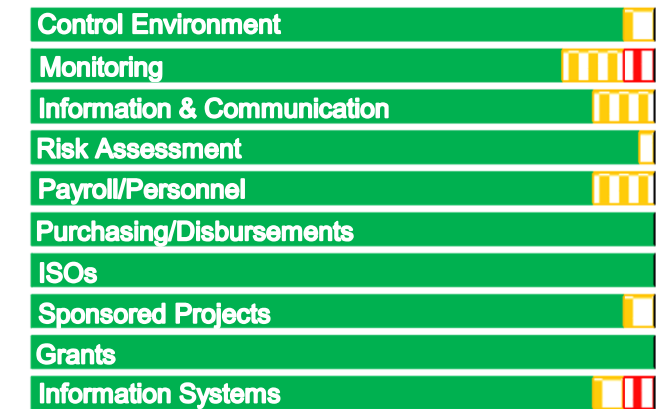 Control Environment
Monitoring
Information & Communication
Risk Assessment
Payroll/Personnel
Purchasing/Disbursements
ISOs
Sponsored Projects
Grants
Information Systems